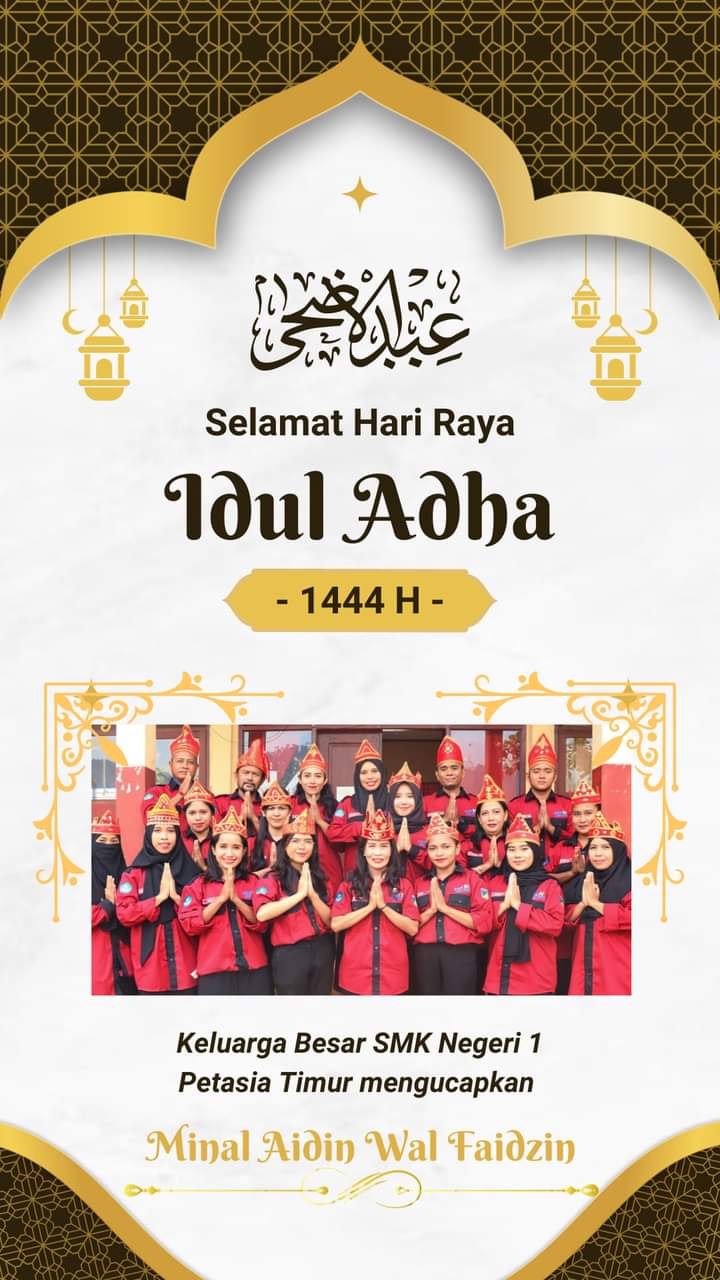 عيد الاضحى
Selamat Hari Raya
Idul Adha
- 1444 H -
Keluarga Besar SMK Negeri 1
Petasia Timur mengucapkan
Minal Aidin Wal Faidzin